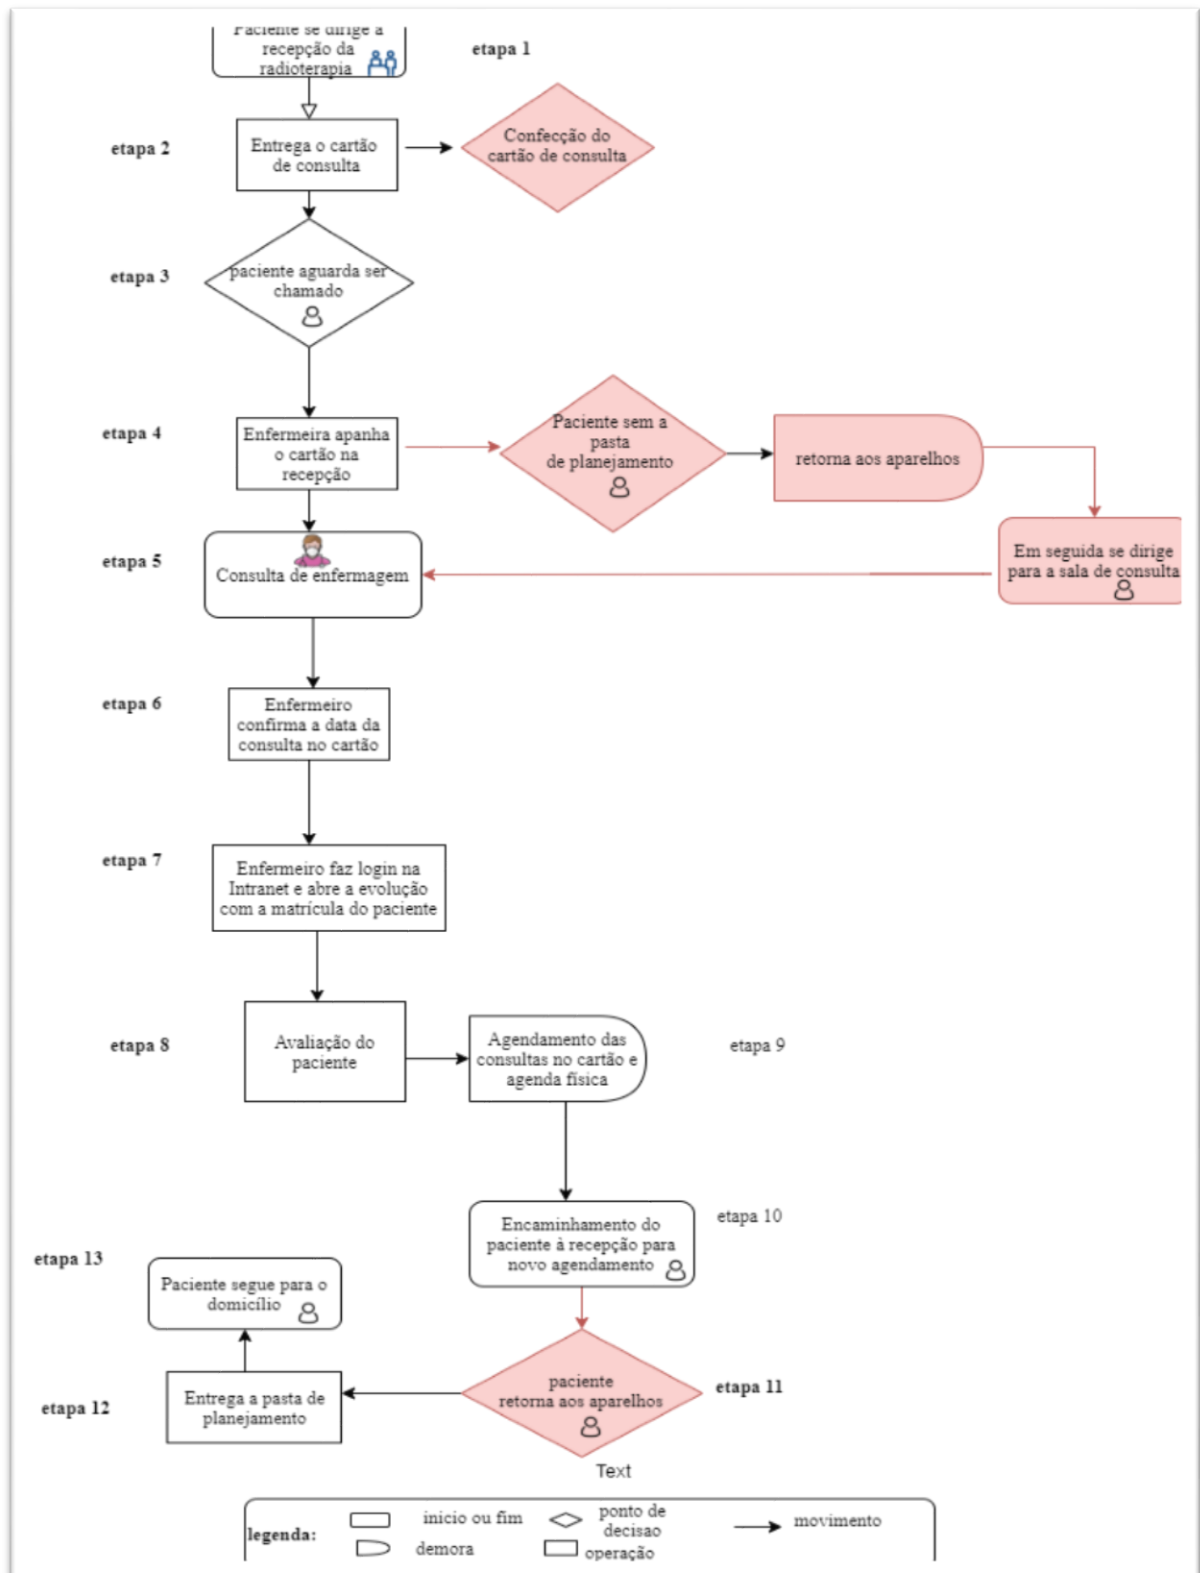 Paciente se dirige à
recepção da
radioterapia
etapa 1
etapa 2
Entrega o cartão
de consulta
Confecção do
cartão de consulta
etapa 3
paciente aguarda ser
chamado
etapa 4
Enfermeira apanha
o cartão na
recepção
Paciente sem a
pasta
de planejamento
retorna aos aparelhos
etapa 5
Consulta de enfermagem
Em seguida se dirige
para a sala de consulta
etapa 6
Enfermeiro
confirma a data da
consulta no cartão
etapa 7
Enfermeiro faz login na
Intranet e abre a evolução
com a matrícula do paciente
etapa 8
Avaliação do
paciente
Agendamento das
consultas no cartão e
agenda física
etapa 9
Encaminhamento do
paciente à recepção para
novo agendamento
etapa 10
etapa 13
Paciente segue para o
domicílio
paciente
retorna aos aparelhos
etapa 11
etapa 12
Entrega a pasta de
planejamento
Text
legenda:
inicio ou fim
ponto de
decisao
movimento
demora
operação